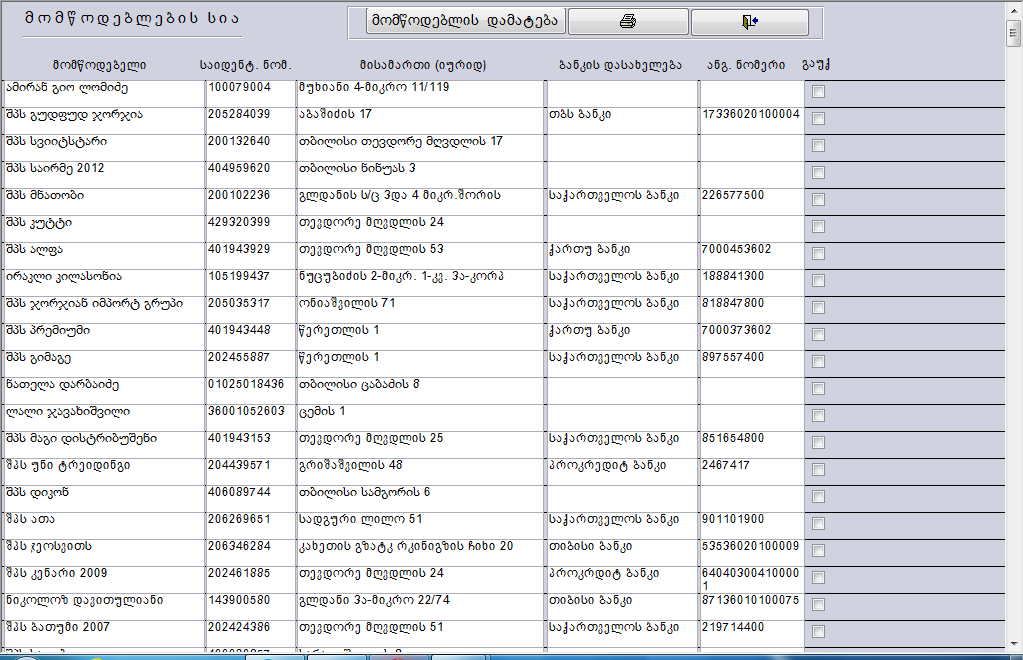 მომწოდებლების სია
მომწოდებლის დამატება
მომწოდებელი საიდენტ. ნომ. მისამართი (იურიდ) ბანკის დასახელება ანგ. ნომერი გაუქ
ამირან გიო ლომიძე 100079004 მუხიანი 4-მიკრო 11/119
შპს გუდფუდ ჯორჯია 205284039 აბაშიძის 17 თბს ბანკი 17336020100004
შპს სვიიტსტარი 200132640 თბილისი თევდორე მღვდლის 17
შპს საირმე 2012 404959620 თბილისი ნინუას 3
შპს მნათობი 200102236 გლდანის ს/ც 3და 4 მიკრ.შორის საქართველოს ბანკი 226577500
შპს კუტტი 429320399 თევდორე მღვდლის 24
შპს ალფა 401943929 თევდორე მღვდლის 53 ქართუ ბანკი 7000453602
ირაკლი კილასონია 105199437 ნუცუბიძის 2-მიკრ. 1-კვ. 3ა-კორპ საქართველოს ბანკი 188841300
შპს ჯორჯიან იმპორტ გრუპი 205035317 ონიაშვილის 71 საქართველოს ბანკი 818847800
შპს პრემიუმი 401943448 წერეთლის 1 ქართუ ბანკი 7000373602
შპს გიმაგე 202455887 წერეთლის 1 საქართველოს ბანკი 897557400
ნათელა დარბაიძე 01025018436 თბილისი ცაბაძის 8
ლალი ჯავახიშვილი 36001052603 ცემის 1
შპს მაგი დისტრიბუშენი 401943153 თევდორე მღვდლის 25 საქართველოს ბანკი 851654800
შპს უნი ტრეიდინგი 204439571 გრიშაშვილის 48 პროკრედიტ ბანკი 2467417
შპს დიკონ 406089744 თბილისი სამგორის 6
შპს ათა 206269651 სადგური ლილო 51 საქართველოს ბანკი 901101900
შპს ჯეოსვითს 206346284 კახეთის გზატკ რკინიგზის ჩიხი 20 თიბისი ბანკი 53536020100009
შპს კენარი 2009 202461885 თევდორე მღვდლის 24 პროკრდიტ ბანკი 64040300410000
1
ნიკოლოზ დავითულიანი 143900580 გლდანი 3ა-მიკრო 22/74 თიბისი ბანკი 87136010100075
შპს ბათუმი 2007 202424386 თევდორე მღვდლის 51 საქართველოს ბანკი 219714400